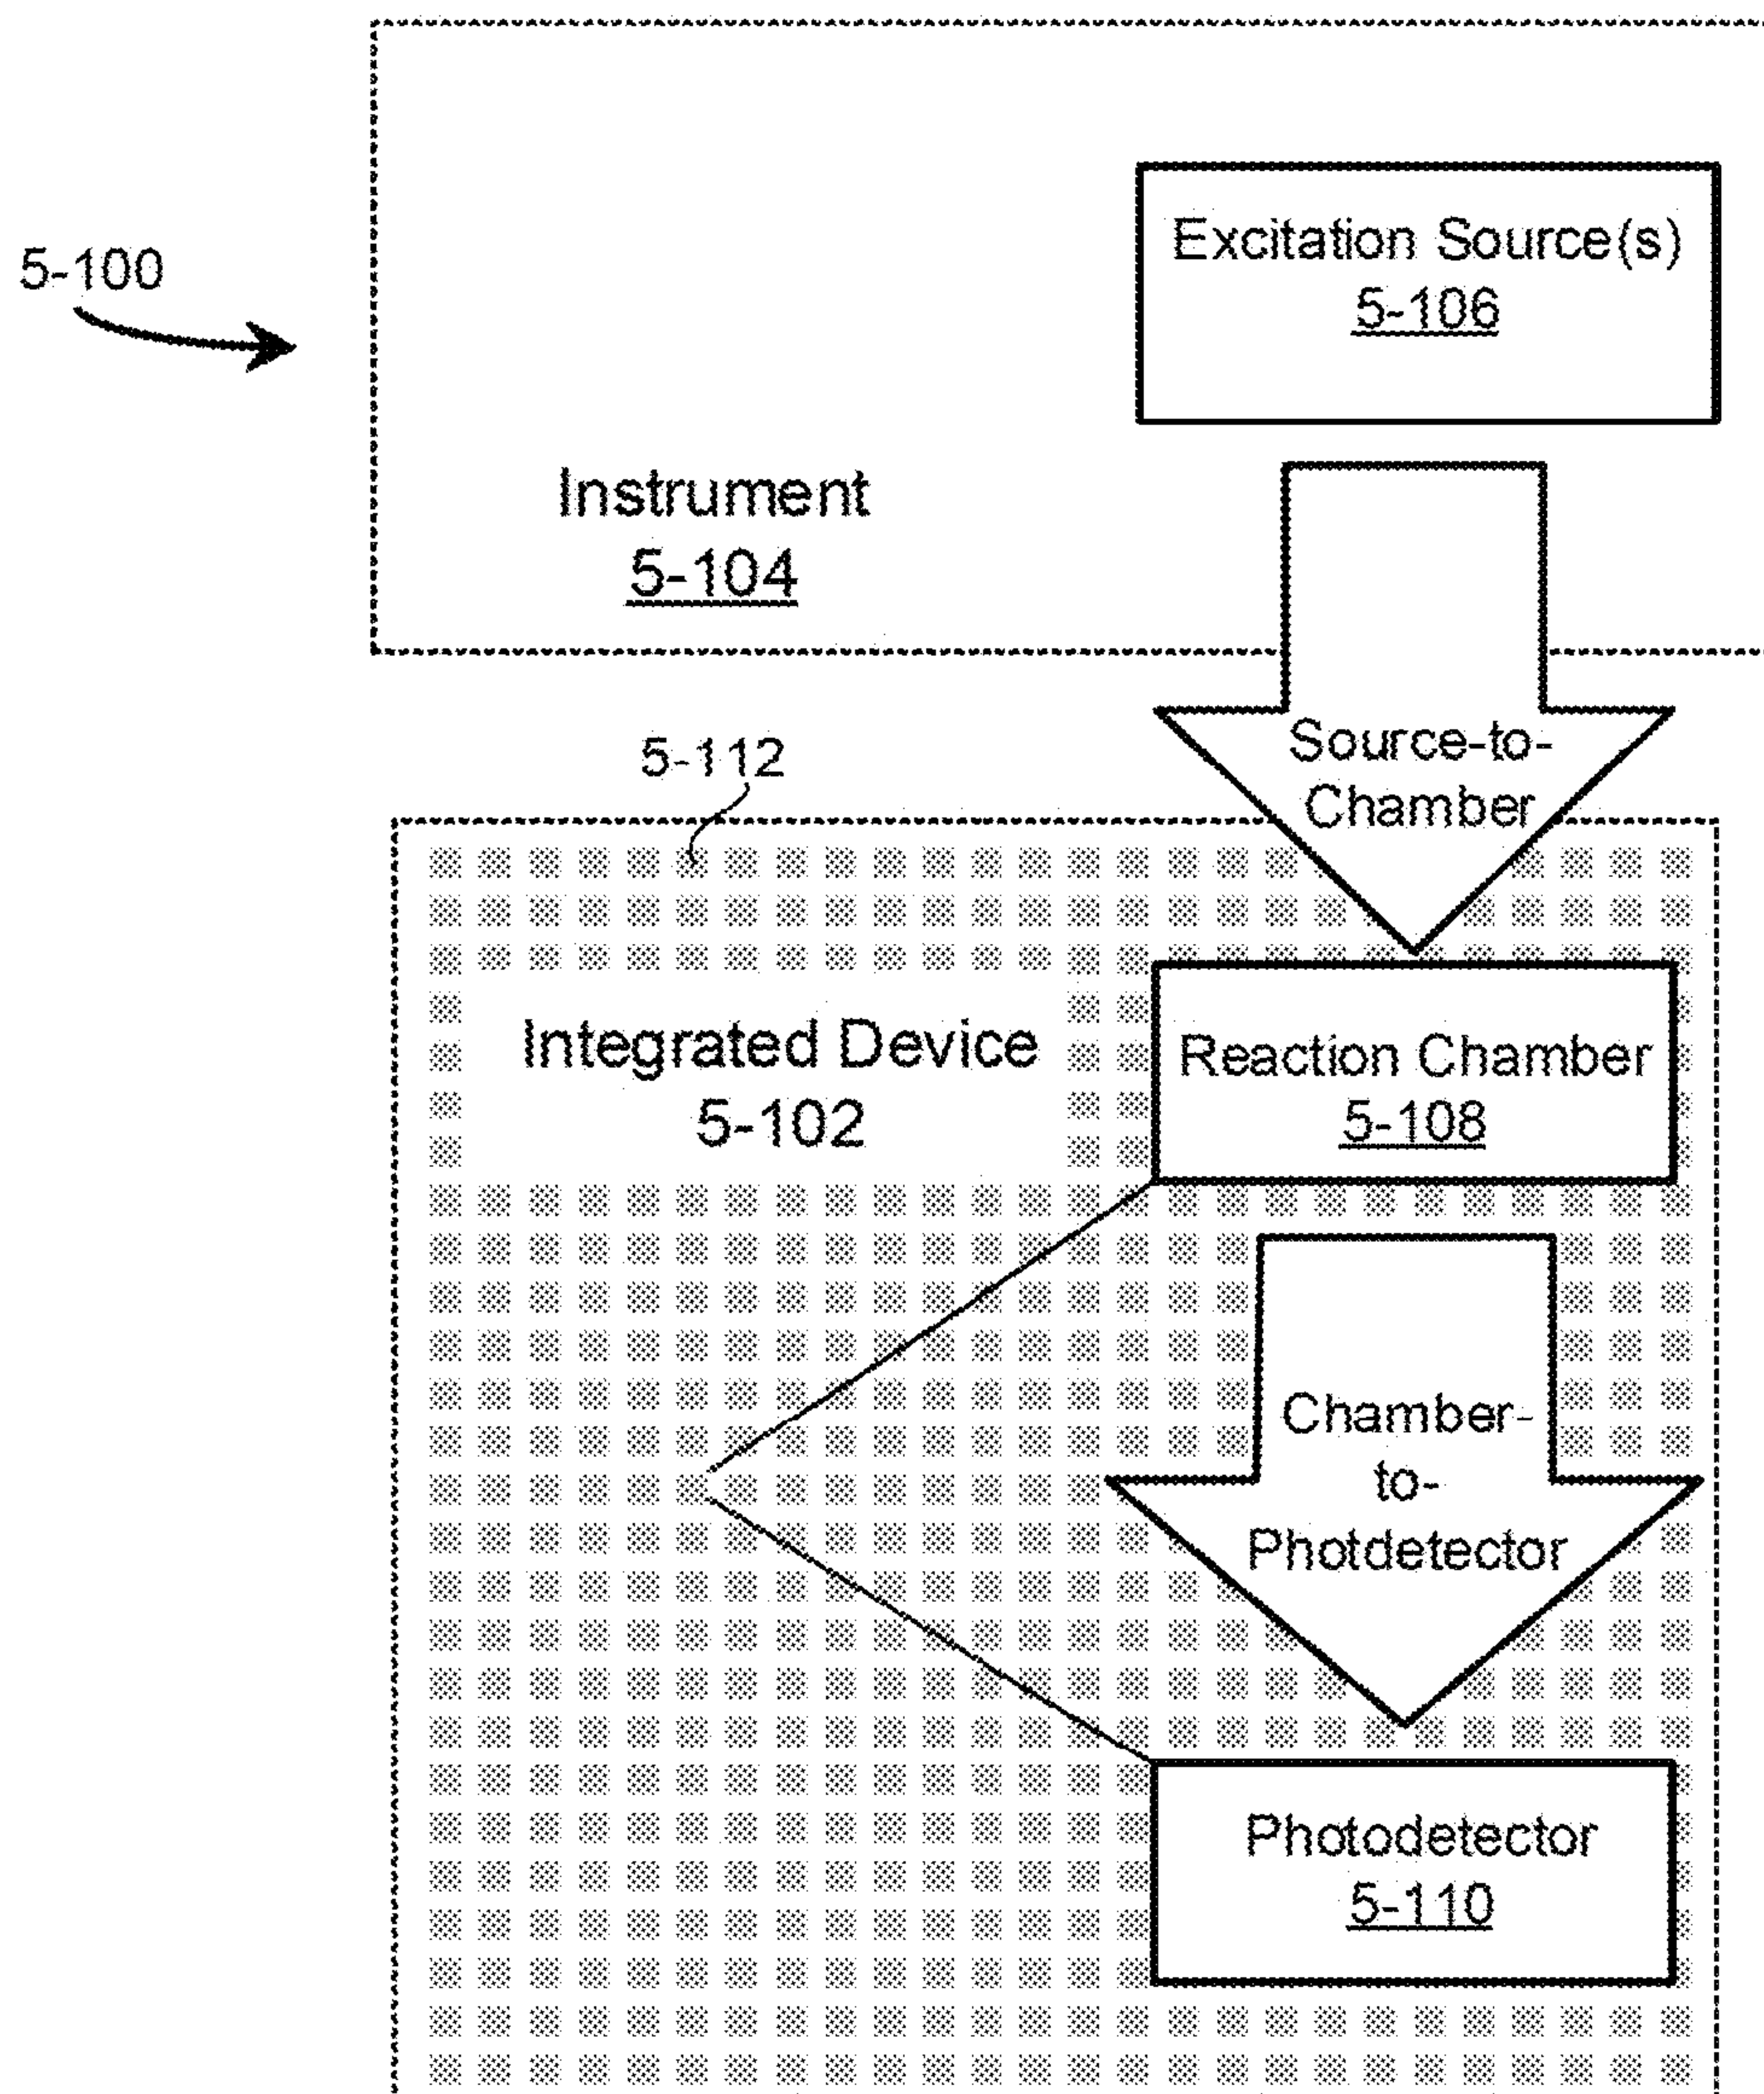 5-100
Excitation Source(s)
5-106
Instrument
5-104
Source-to-
Chamber
5-112
Integrated Device
5-102
Reaction Chamber
5-108
Chamber-
to-
Photdetector
Photodetector
5-110